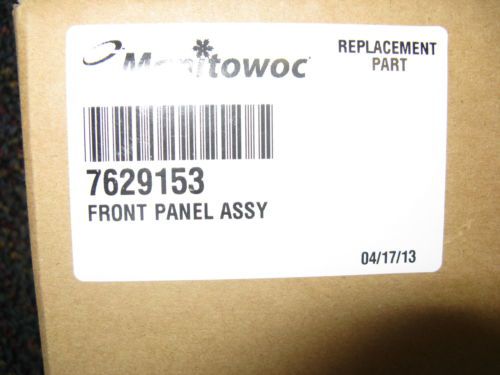 Manitowoc
REPLACEMENT
PART
7629153
FRONT PANEL ASSY
04/17/13